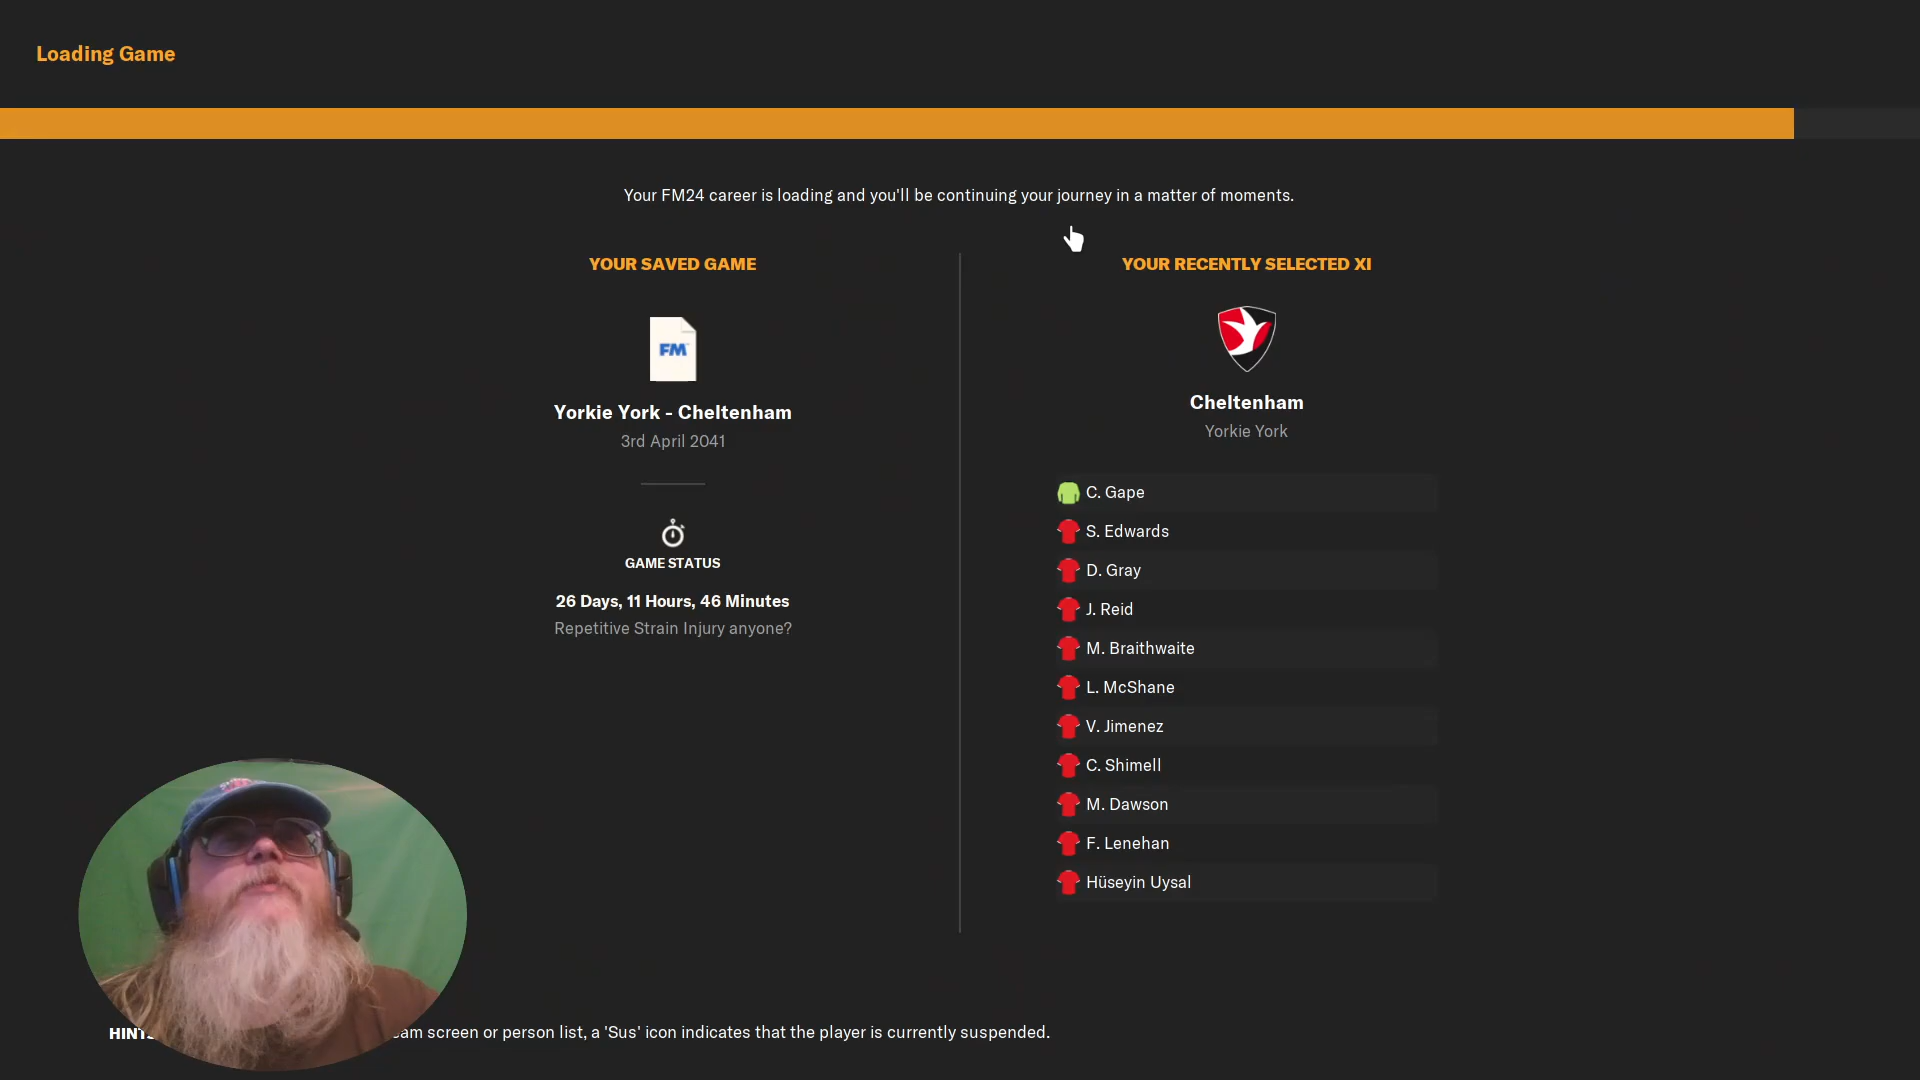 Loading Game
Your FM24 career is loading and you'll be continuing your journey in a matter of moments.
YOUR SAVED GAME
FM
Yorkie York - Cheltenham
3rd April 2041
GAME STATUS
26 Days, 11 Hours, 46 Minutes
Repetitive Strain Injury anyone?
YOUR RECENTLY SELECTED XI
Cheltenham
Yorkie York
C. Gape
S. Edwards
D. Gray
J. Reid
M. Braithwaite
L. McShane
V. Jimenez
C. Shimell
M. Dawson
F. Lenehan
Hüseyin Uysal
screen or person list, a 'Sus' icon indicates that the player is currently suspended.